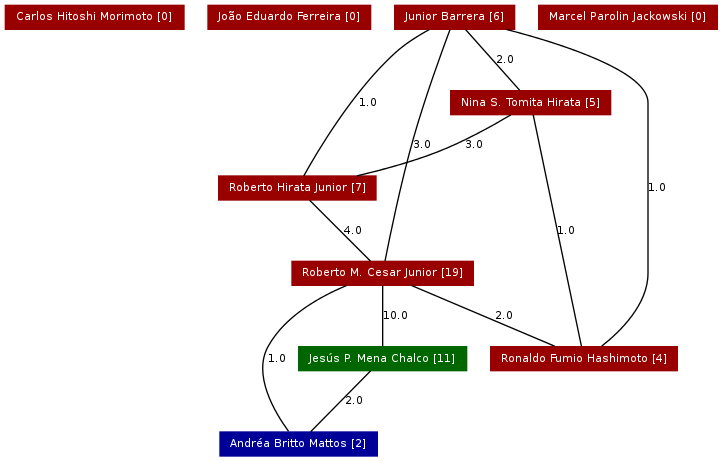 Carlos Hitoshi Morimoto [0]
João Eduardo Ferreira [0]
Junior Barrera [6]
Marcel Parolin Jackowski [0]
2.0
Nina S. Tomita Hirata [5]
1.0
3.0
3.0
Roberto Hirata Junior [7]
1.0
4.0
1.0
Roberto M. Cesar Junior [19]
10.0
2.0
1.0
Jesús P. Mena Chalco [11]
Ronaldo Fumio Hashimoto [4]
2.0
Andréa Britto Mattos [2]